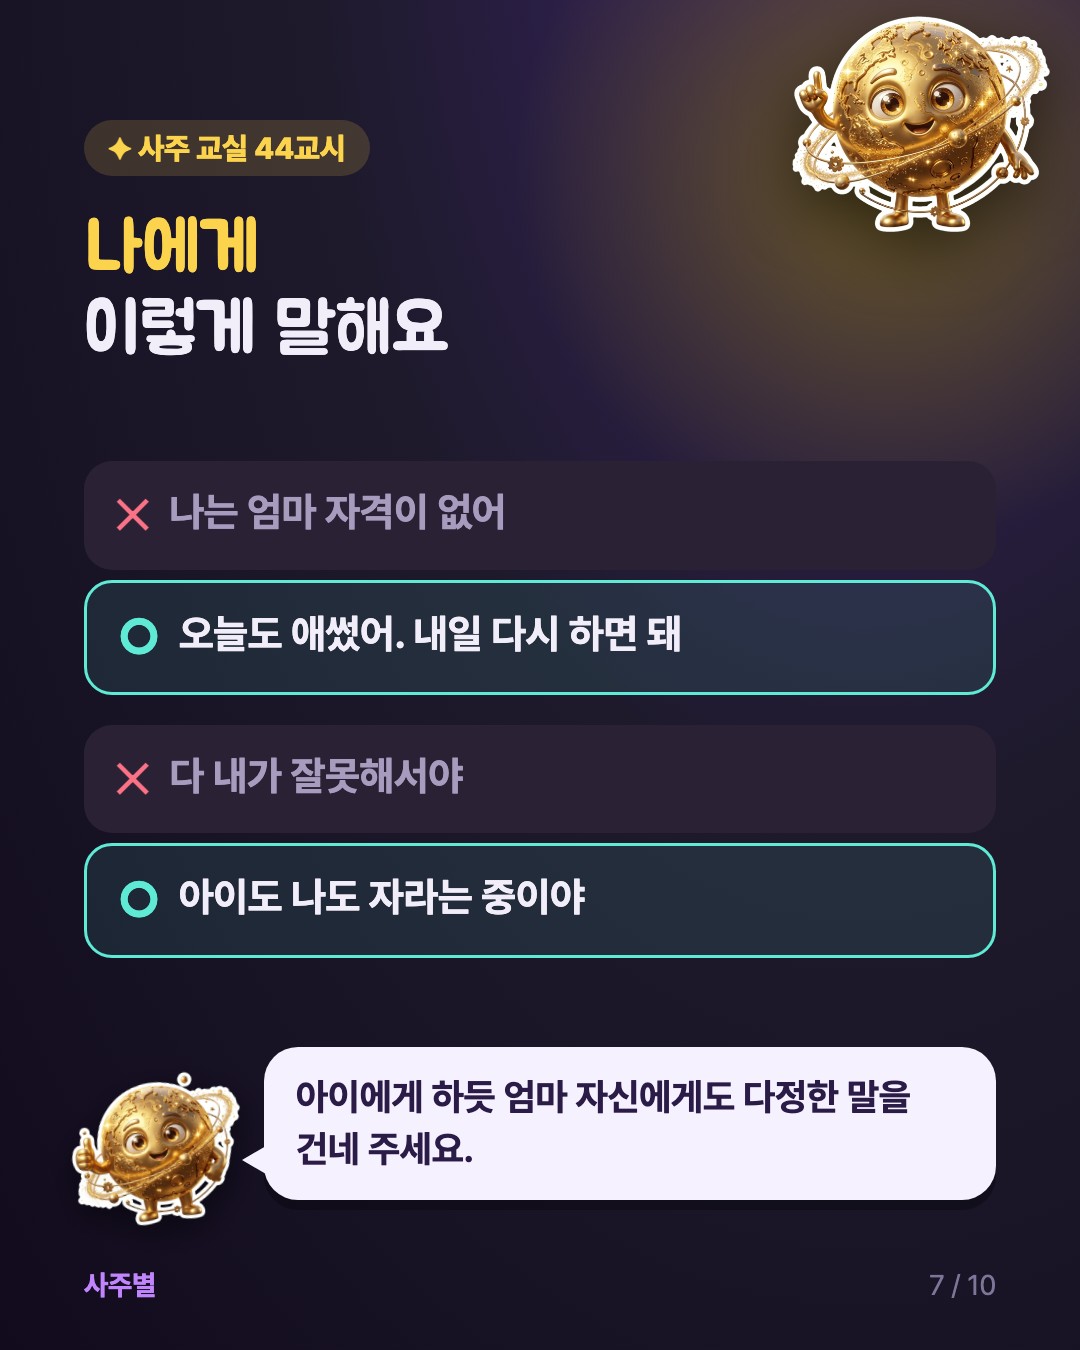 ✦ 사주 교실 44교시
나에게
이렇게 말해요
✕ 나는 엄마 자격이 없어
○ 오늘도 애썼어. 내일 다시 하면 돼
✕ 다 내가 잘못해서야
○ 아이도 나도 자라는 중이야
아이에게 하듯 엄마 자신에게도 다정한 말을
건네 주세요.
사주별
7 / 10